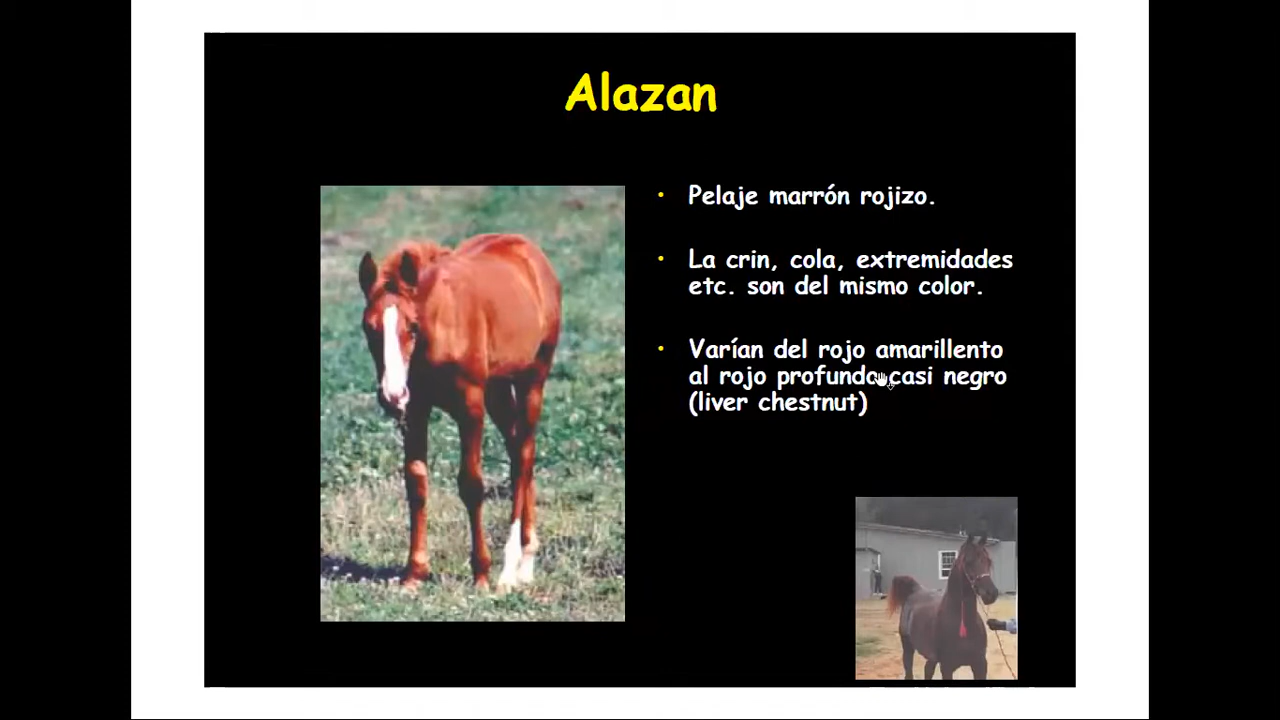 Alazan
Pelaje marrón rojizo.
La crin, cola, extremidades
etc. son del mismo color.
Varían del rojo amarillento
al rojo profundo casi negro
(liver chestnut)